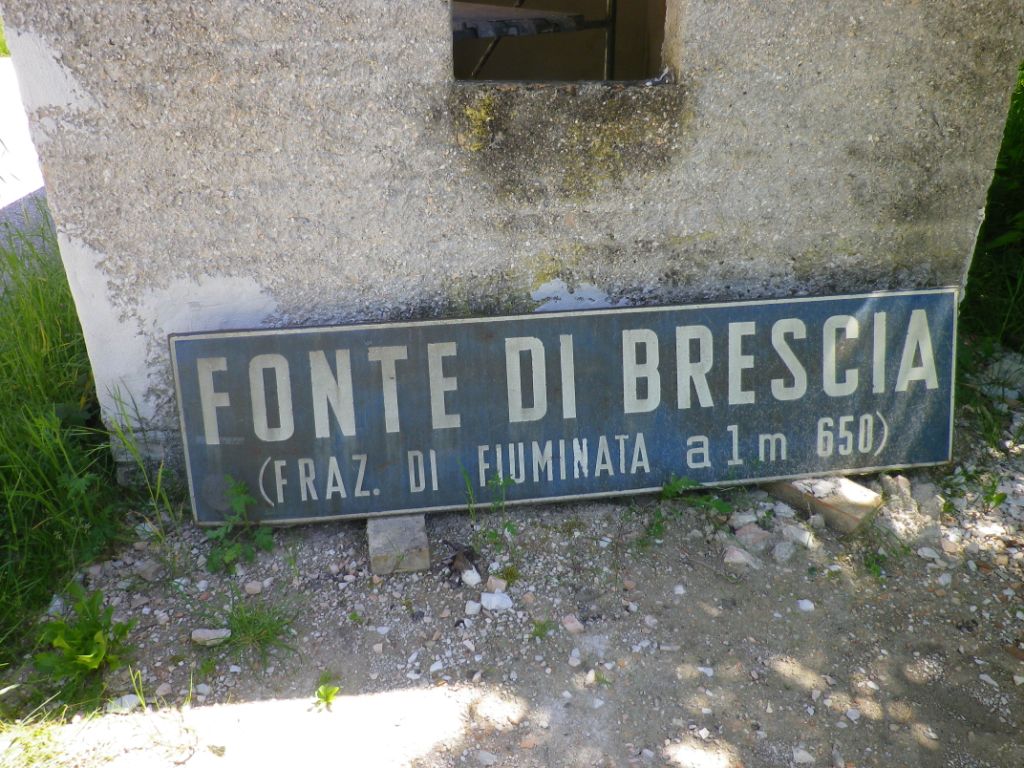 FONTE DI BRESCIA
(FRAZ. DI FIUMINATA alm 650)